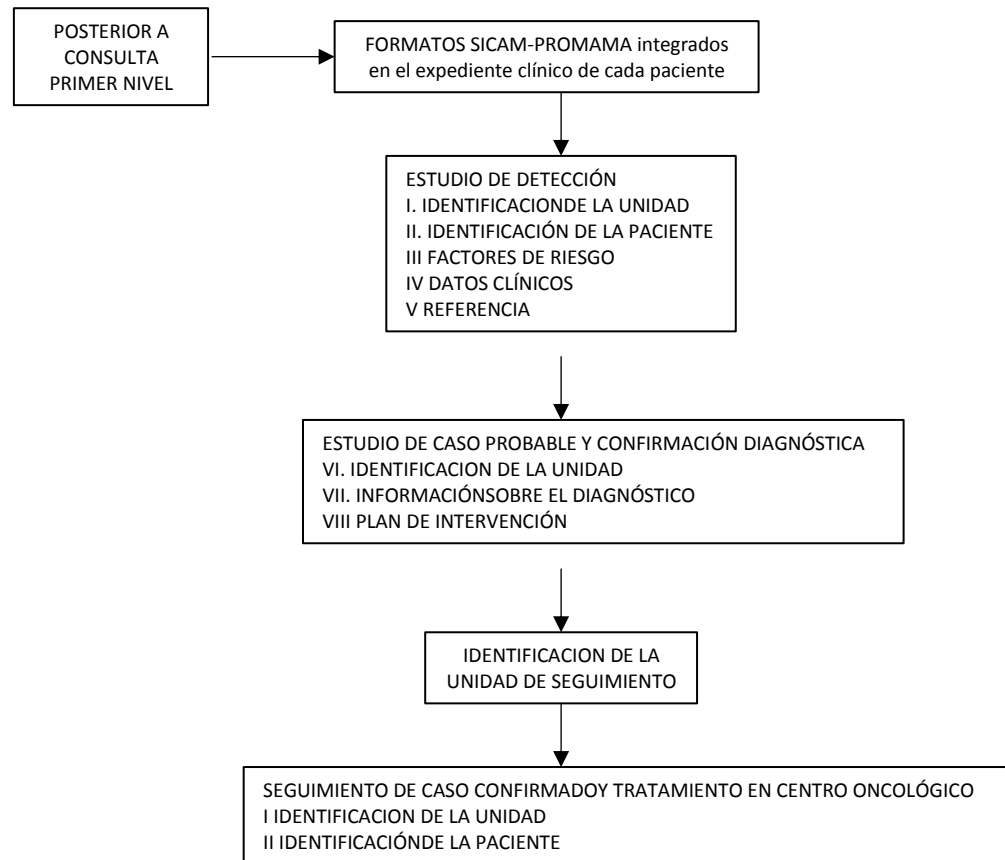 POSTERIOR A
CONSULTA
PRIMER NIVEL
FORMATOS SICAM-PROMAMA integrados
en el expediente clínico de cada paciente
ESTUDIO DE DETECCIÓN
I. IDENTIFICACIONDE LA UNIDAD
II. IDENTIFICACIÓN DE LA PACIENTE
III FACTORES DE RIESGO
IV DATOS CLÍNICOS
V REFERENCIA
ESTUDIO DE CASO PROBABLE Y CONFIRMACIÓN DIAGNÓSTICA
VI. IDENTIFICACION DE LA UNIDAD
VII. INFORMACIÓNSOBRE EL DIAGNÓSTICO
VIII PLAN DE INTERVENCIÓN
IDENTIFICACION DE LA
UNIDAD DE SEGUIMIENTO
SEGUIMIENTO DE CASO CONFIRMADOY TRATAMIENTO EN CENTRO ONCOLÓGICO
I IDENTIFICACION DE LA UNIDAD
II IDENTIFICACIÓNDE LA PACIENTE